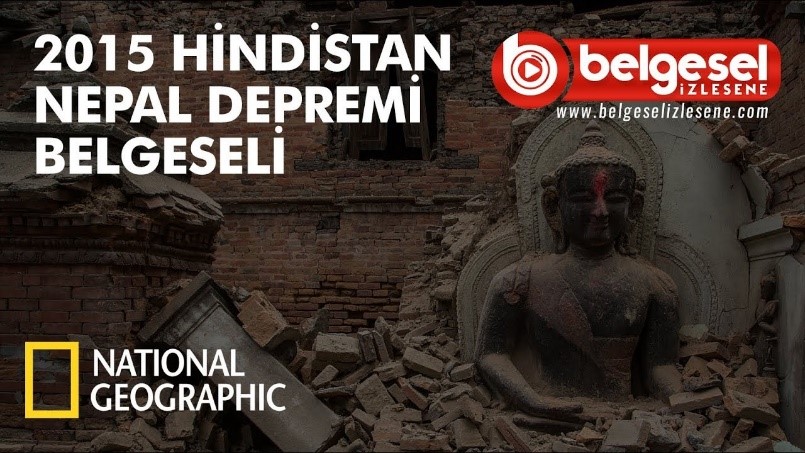 2015 HİNDİSTAN
NEPAL DEPREMİ
BELGESELİ
belgesel
İZLESENE
www.belgeselizlesene.com
NATIONAL
GEOGRAPHIC